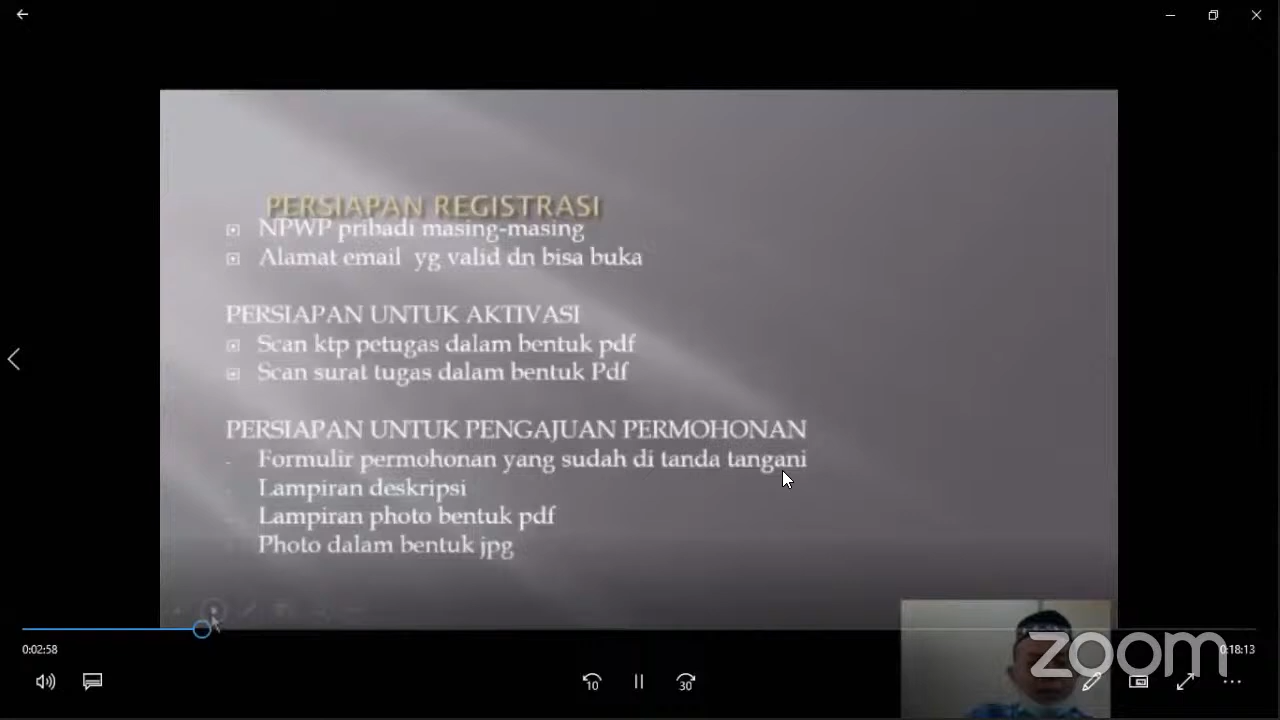 PERSIAPAN REGISTRASI
NPWP pribadi masing-masing
Alamat email yg valid dn bisa buka
PERSIAPAN UNTUK AKTIVASI
Scan ktp petugas dalam bentuk pdf
Scan surat tugas dalam bentuk Pdf
PERSIAPAN UNTUK PENGAJUAN PERMOHONAN
- Formulir permohonan yang sudah di tanda tangani
- Lampiran deskripsi
- Lampiran photo bentuk pdf
Photo dalam bentuk jpg
0:02:58
0:18:13
zoom
10
30